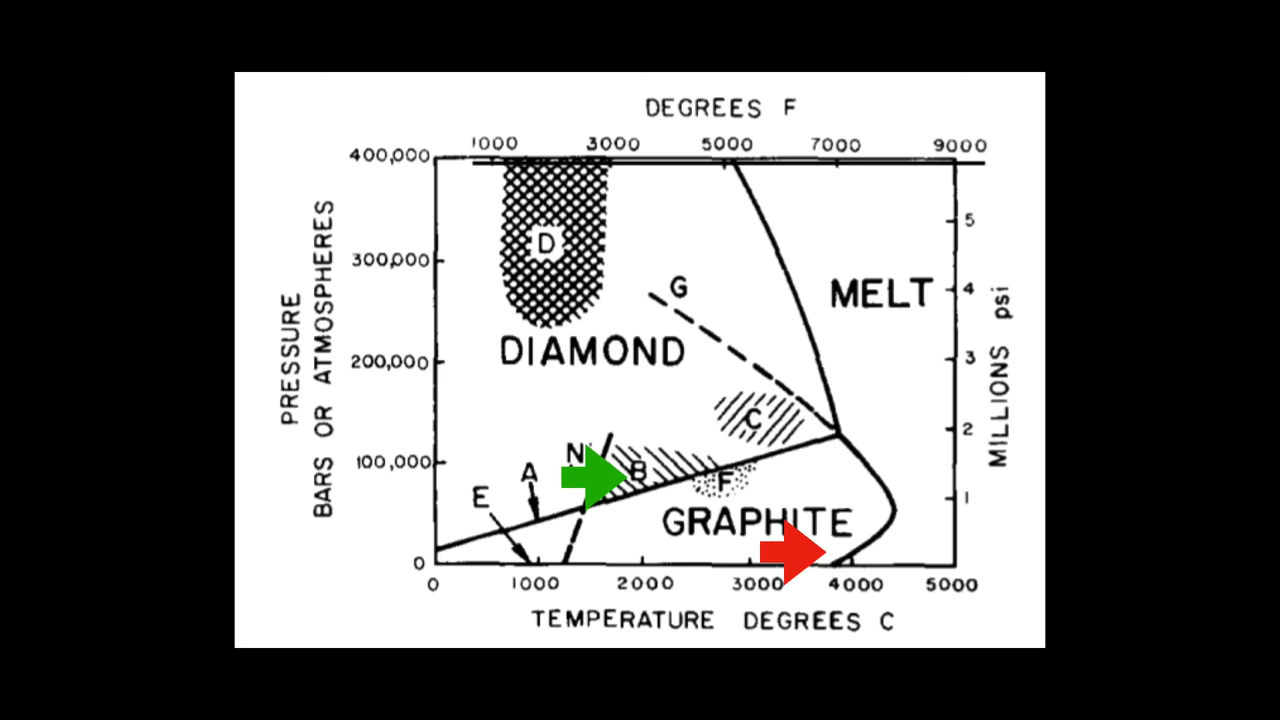 DEGREES F
1000 3000 5000 7000 9000
400,000
300,000
200,000
100,000
0
PRESSURE
BARS OR ATMOSPHERES
D
G
MELT
DIAMOND
C
N
B
A
F
E
GRAPHITE
5
4
3
2
1
MILLIONS psi
0 1000 2000 3000 4000 5000
TEMPERATURE DEGREES C